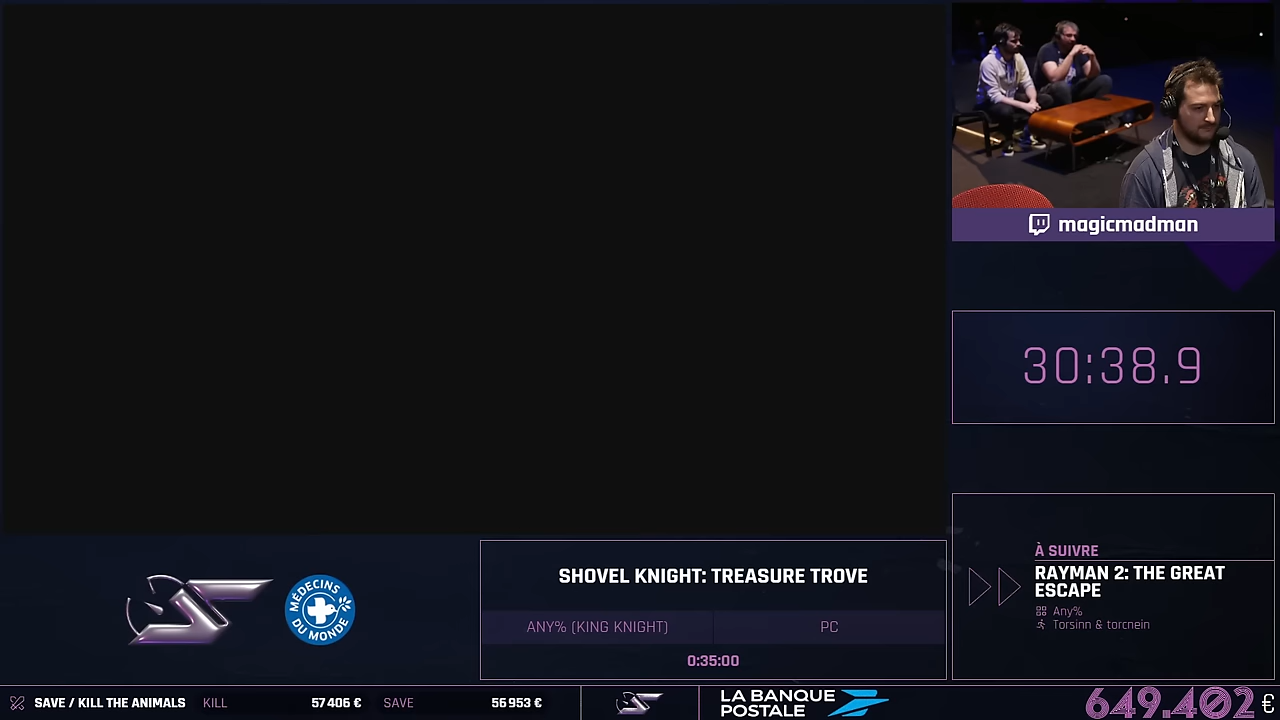 magicmadman
30:38.9
À SUIVRE
RAYMAN 2: THE GREAT
ESCAPE
Any%
Torsinn & torcnein
MÉDECINS
DU MONDE
SHOVEL KNIGHT: TREASURE TROVE
ANY% (KING KNIGHT)
PC
0:35:00
SAVE / KILL THE ANIMALS KILL 57 406 € SAVE 56 953 €
LA BANQUE
POSTALE
649.402 €